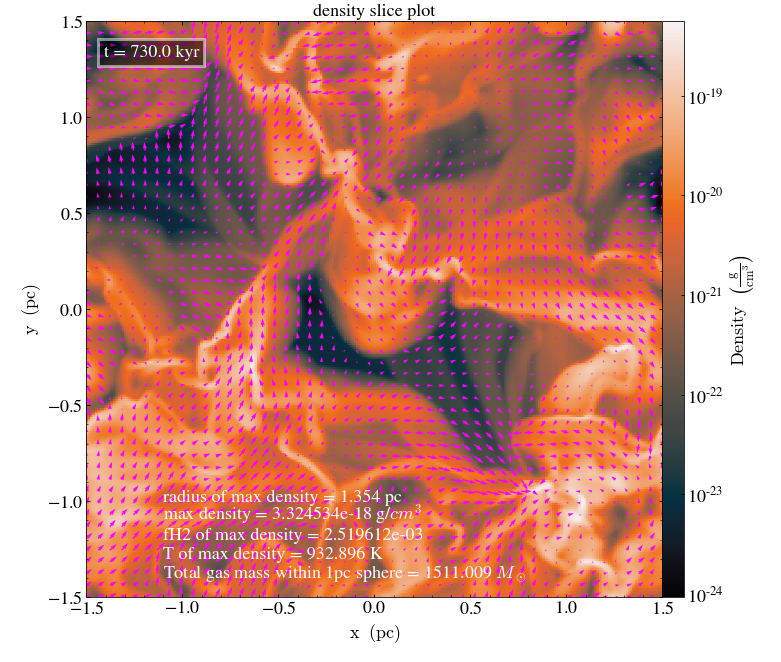 density slice plot
t = 730.0 kyr
radius of max density = 1.354 pc
max density = 3.324534e-18 g/cm³
fH2 of max density = 2.519612e-03
T of max density = 932.896 K
Total gas mass within 1pc sphere = 1511.009 M☉
1.5
1.0
0.5
0.0
−0.5
−1.0
−1.5
y (pc)
−1.5 −1.0 −0.5 0.0 0.5 1.0 1.5
x (pc)
10⁻¹⁹
10⁻²⁰
10⁻²¹
10⁻²²
10⁻²³
10⁻²⁴
Density (g/cm³)